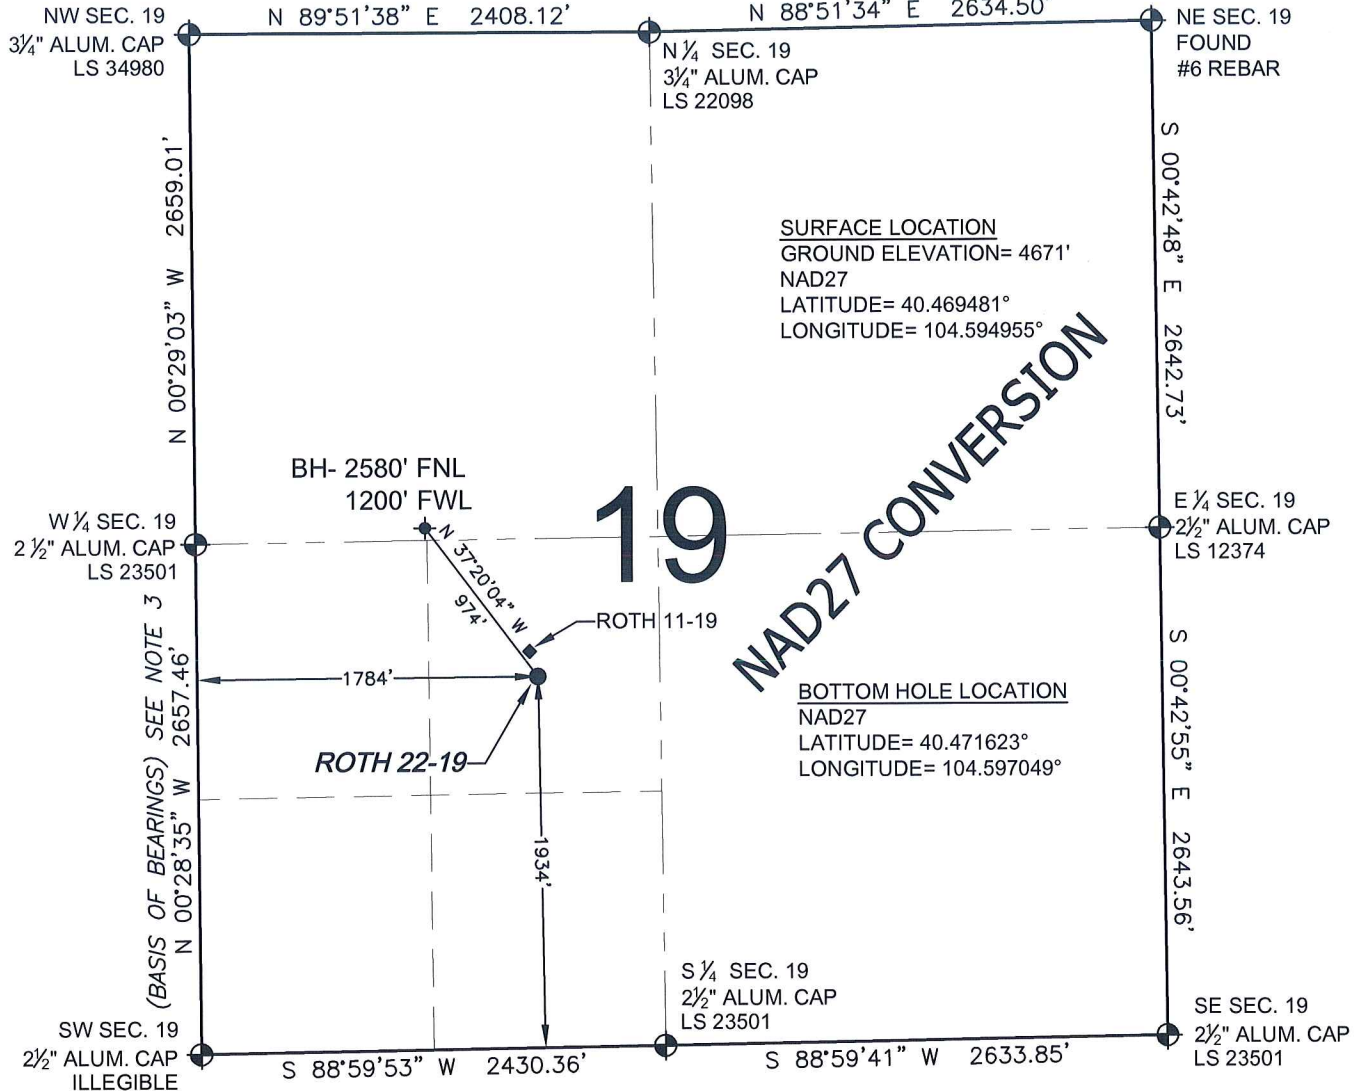 NW SEC. 19
3¼" ALUM. CAP
LS 34980
N 89°51'38" E 2408.12'
N 88°51'34" E 2634.50'
NE SEC. 19
FOUND
#6 REBAR
N ¼ SEC. 19
3¼" ALUM. CAP
LS 22098
N 00°29'03" W 2659.01'
S 00°42'48" E 2642.73'
SURFACE LOCATION
GROUND ELEVATION= 4671'
NAD27
LATITUDE= 40.469481°
LONGITUDE= 104.594955°
NAD27 CONVERSION
BH- 2580' FNL
1200' FWL
19
W ¼ SEC. 19
2 ½" ALUM. CAP
LS 23501
E ¼ SEC. 19
2½" ALUM. CAP
LS 12374
N 37°20'04" W
974'
ROTH 11-19
1784'
ROTH 22-19
1934'
BOTTOM HOLE LOCATION
NAD27
LATITUDE= 40.471623°
LONGITUDE= 104.597049°
(BASIS OF BEARINGS) SEE NOTE 3
N 00°28'35" W 2657.46'
S 00°42'55" E 2643.56'
S ¼ SEC. 19
2½" ALUM. CAP
LS 23501
SW SEC. 19
2½" ALUM. CAP
ILLEGIBLE
S 88°59'53" W 2430.36'
S 88°59'41" W 2633.85'
SE SEC. 19
2½" ALUM. CAP
LS 23501